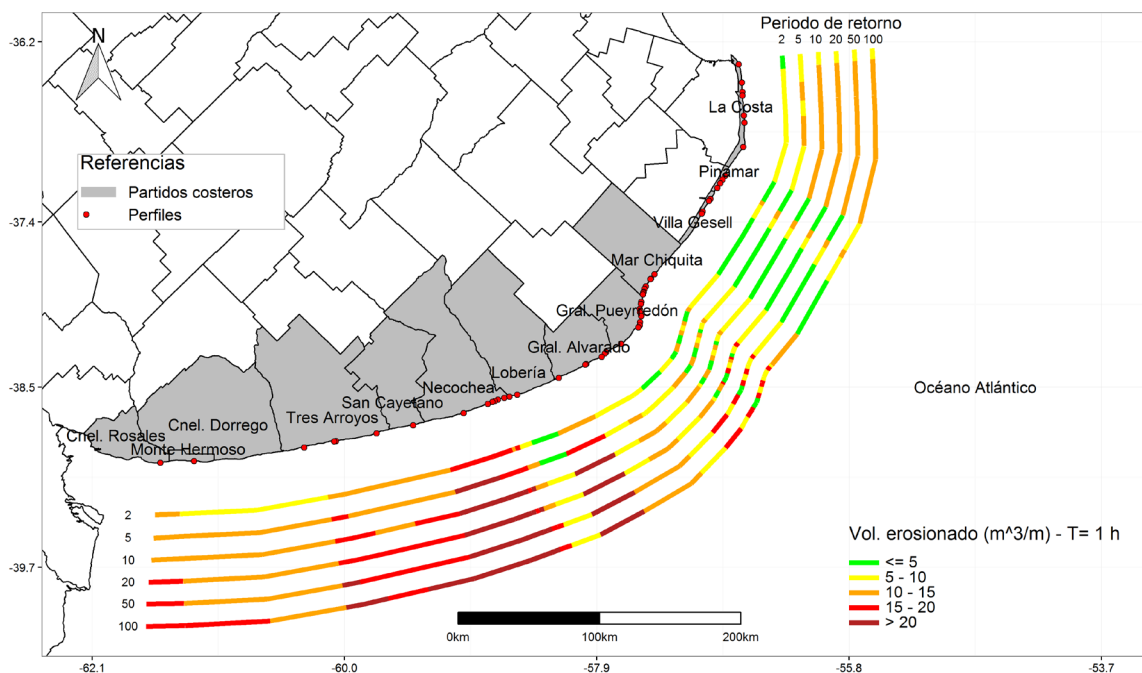 Periodo de retorno
2 5 10 20 50 100
-36.2
N
La Costa
Referencias
Partidos costeros
Perfiles
Pinamar
-37.4
Villa Gesell
Mar Chiquita
Gral. Pueyrredón
Gral. Alvarado
Lobería
-38.5
Necochea
Océano Atlántico
San Cayetano
Tres Arroyos
Cnel. Dorrego
Cnel. Rosales
Monte Hermoso
2
5
10
20
50
100
-39.7
Vol. erosionado (m^3/m) - T= 1 h
<= 5
5 - 10
10 - 15
15 - 20
> 20
0km 100km 200km
-62.1 -60.0 -57.9 -55.8 -53.7